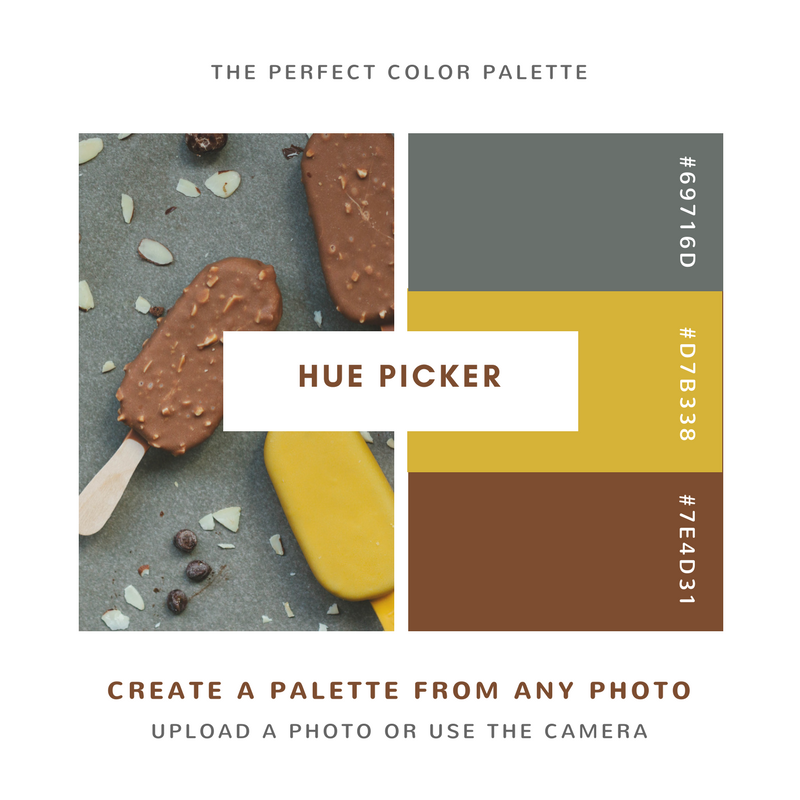 THE PERFECT COLOR PALETTE
#69716D
#D7B338
#7E4D31
HUE PICKER
CREATE A PALETTE FROM ANY PHOTO
UPLOAD A PHOTO OR USE THE CAMERA